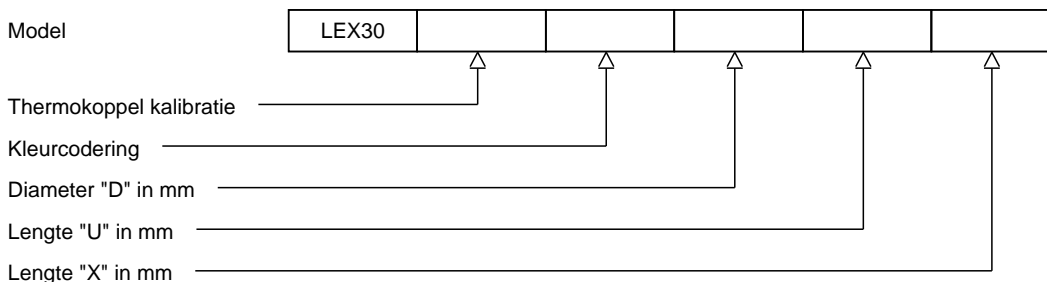 Model LEX30
Thermokoppel kalibratie
Kleurcodering
Diameter "D" in mm
Lengte "U" in mm
Lengte "X" in mm